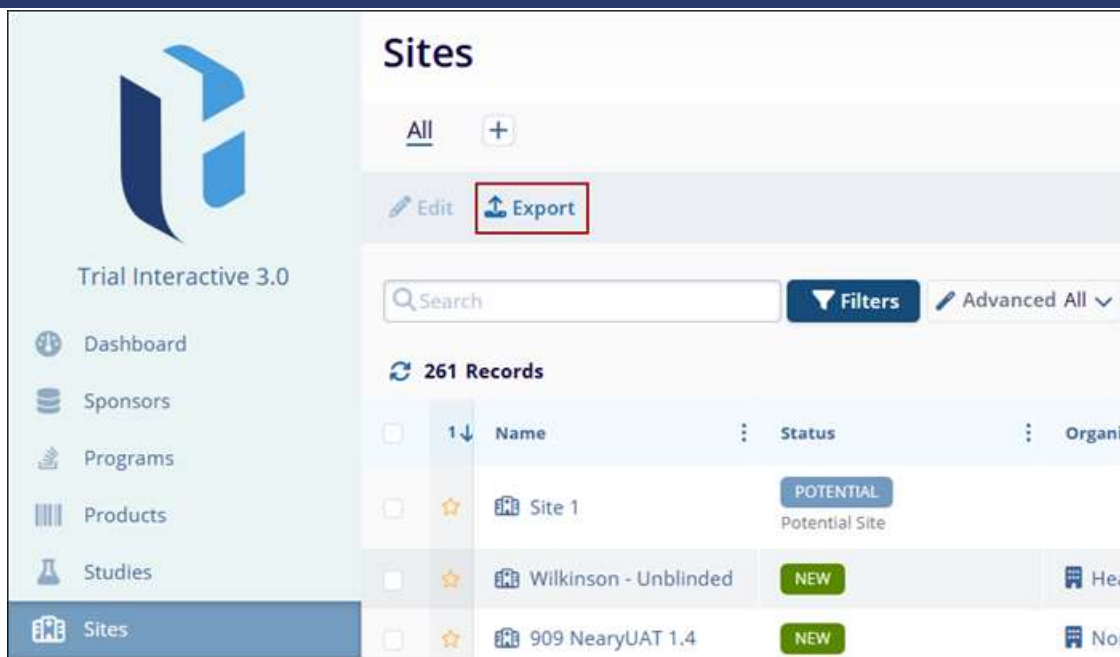 Sites
All +
Edit Export
Trial Interactive 3.0
Search Filters Advanced All
Dashboard
261 Records
Sponsors
1 Name Status
Programs
POTENTIAL
Site 1
Potential Site
Products
Studies
Wilkinson - Unblinded NEW
Sites
909 NearyUAT 1.4 NEW